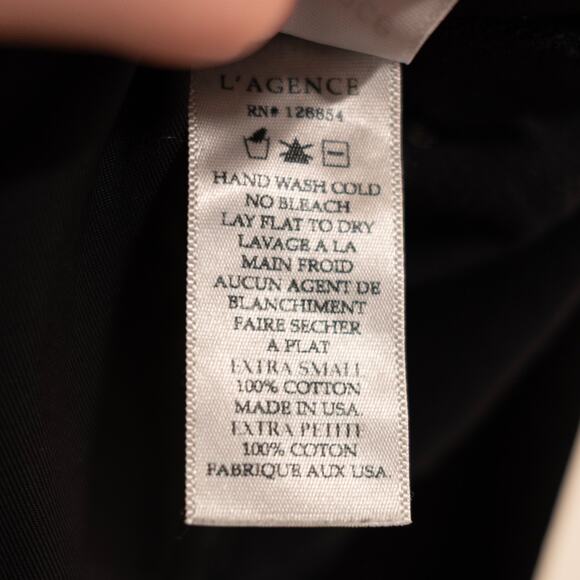 L'AGENCE
RN# 126654
HAND WASH COLD
NO BLEACH
LAY FLAT TO DRY
LAVAGE A LA
MAIN FROID
AUCUN AGENT DE
BLANCHIMENT
FAIRE SECHER
A PLAT
EXTRA SMALL
100% COTTON
MADE IN USA.
EXTRA PETITE
100% COTON
FABRIQUE AUX USA.